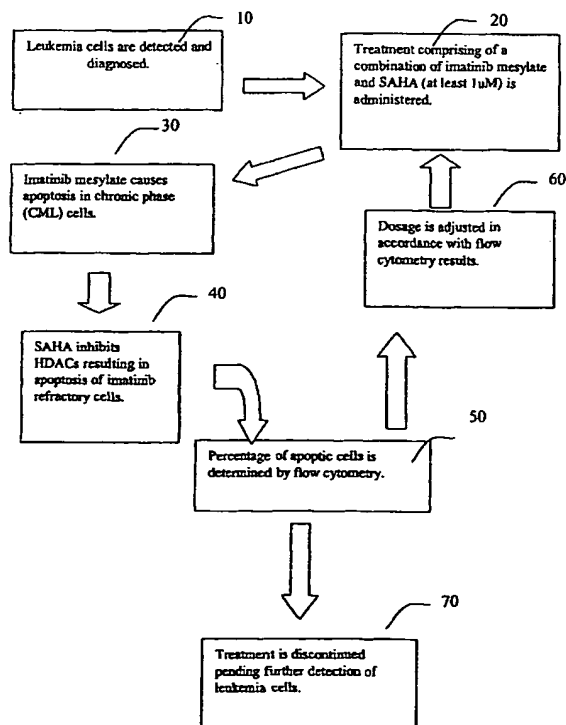 10
Leukemia cells are detected and
diagnosed.
20
Treatment comprising of a
combination of imatinib mesylate
and SAHA (at least 1uM) is
administered.
30
Imatinib mesylate causes
apoptosis in chronic phase
(CML) cells.
60
Dosage is adjusted in
accordance with flow
cytometry results.
40
SAHA inhibits
HDACs resulting in
apoptosis of imatinib
refractory cells.
50
Percentage of apoptic cells is
determined by flow cytometry.
70
Treatment is discontinued
pending further detection of
leukemia cells.